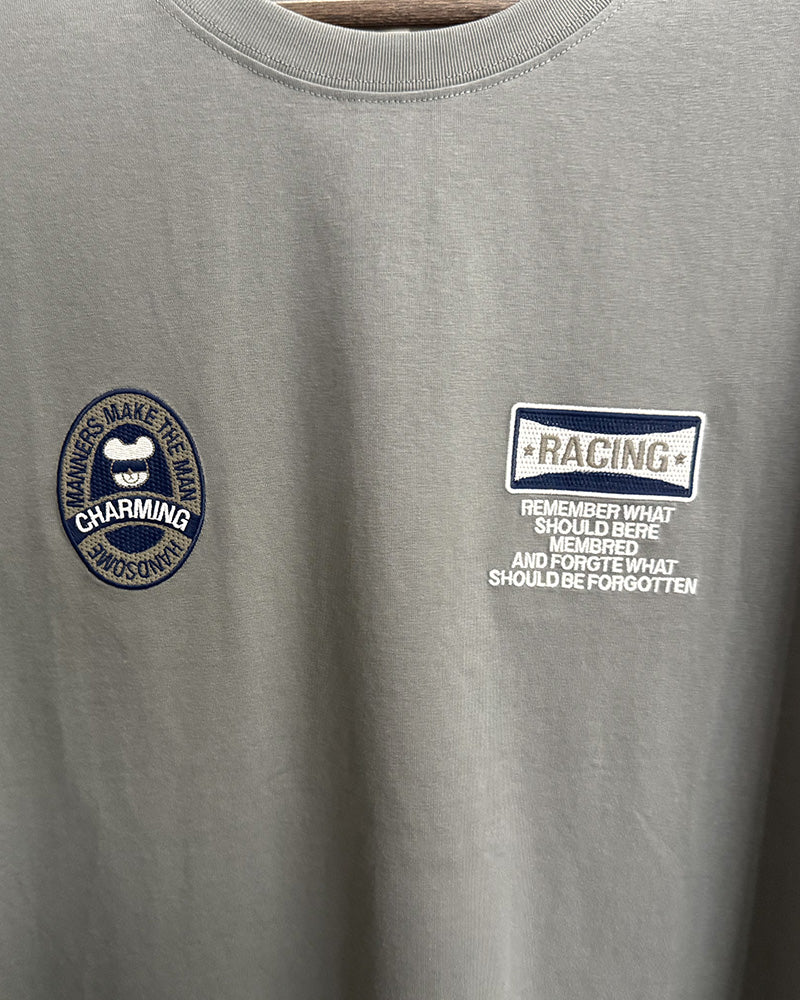 MANNERS MAKE THE MAN
CHARMING
HANDSOME
RACING
REMEMBER WHAT
SHOULD BERE
MEMBRED
AND FORGTE WHAT
SHOULD BE FORGOTTEN